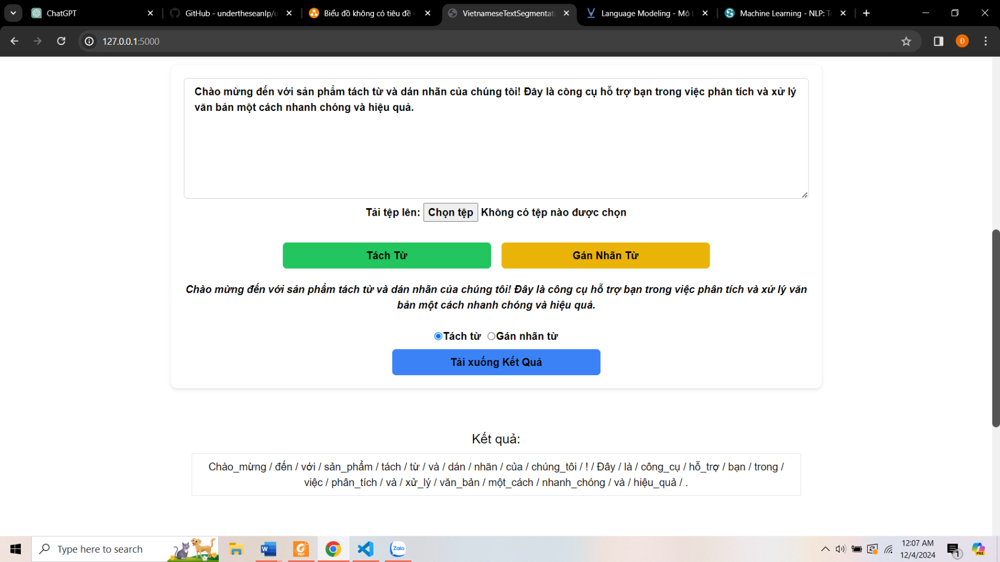 ChatGPT
GitHub - undertheseanlp/u
Biểu đồ không có tiêu đề -
VietnameseTextSegmentati
Language Modeling - Mô h
Machine Learning - NLP: Te
127.0.0.1:5000
Đ
Chào mừng đến với sản phẩm tách từ và dán nhãn của chúng tôi! Đây là công cụ hỗ trợ bạn trong việc phân tích và xử lý
văn bản một cách nhanh chóng và hiệu quả.
Tải tệp lên: Chọn tệp Không có tệp nào được chọn
Tách Từ
Gán Nhãn Từ
Chào mừng đến với sản phẩm tách từ và dán nhãn của chúng tôi! Đây là công cụ hỗ trợ bạn trong việc phân tích và xử lý văn
bản một cách nhanh chóng và hiệu quả.
Tách từ Gán nhãn từ
Tải xuống Kết Quả
Kết quả:
Chào_mừng / đến / với / sản_phẩm / tách / từ / và / dán / nhãn / của / chúng_tôi / ! / Đây / là / công_cụ / hỗ_trợ / bạn / trong /
việc / phân_tích / và / xử_lý / văn_bản / một_cách / nhanh_chóng / và / hiệu_quả / .
Type here to search
W
PDF
Zalo
12:07 AM
12/4/2024
1
PRE